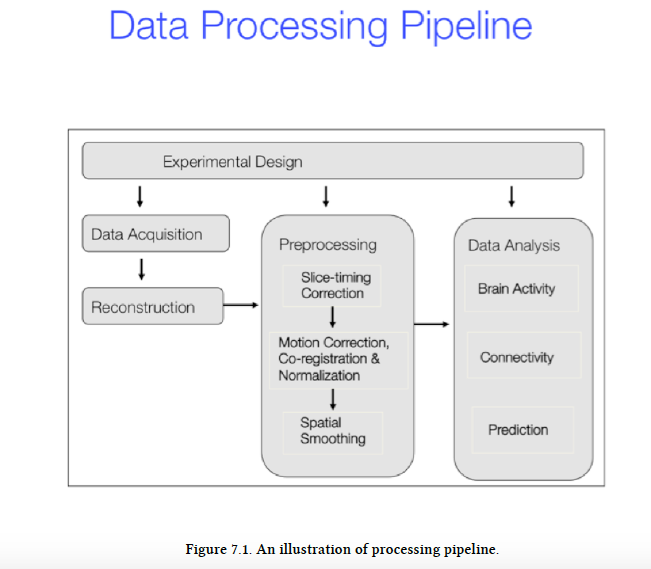 Data Processing Pipeline
Experimental Design
Data Acquisition
Reconstruction
Preprocessing
Slice-timing
Correction
Motion Correction,
Co-registration &
Normalization
Spatial
Smoothing
Data Analysis
Brain Activity
Connectivity
Prediction
Figure 7.1. An illustration of processing pipeline.